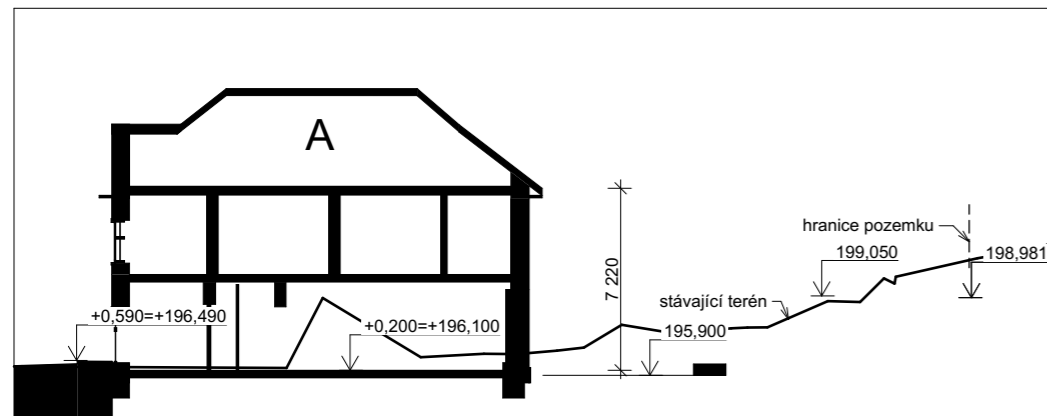 A
hranice pozemku
199,050
198,981
7 220
stávající terén
+0,590=+196,490
+0,200=+196,100
195,900